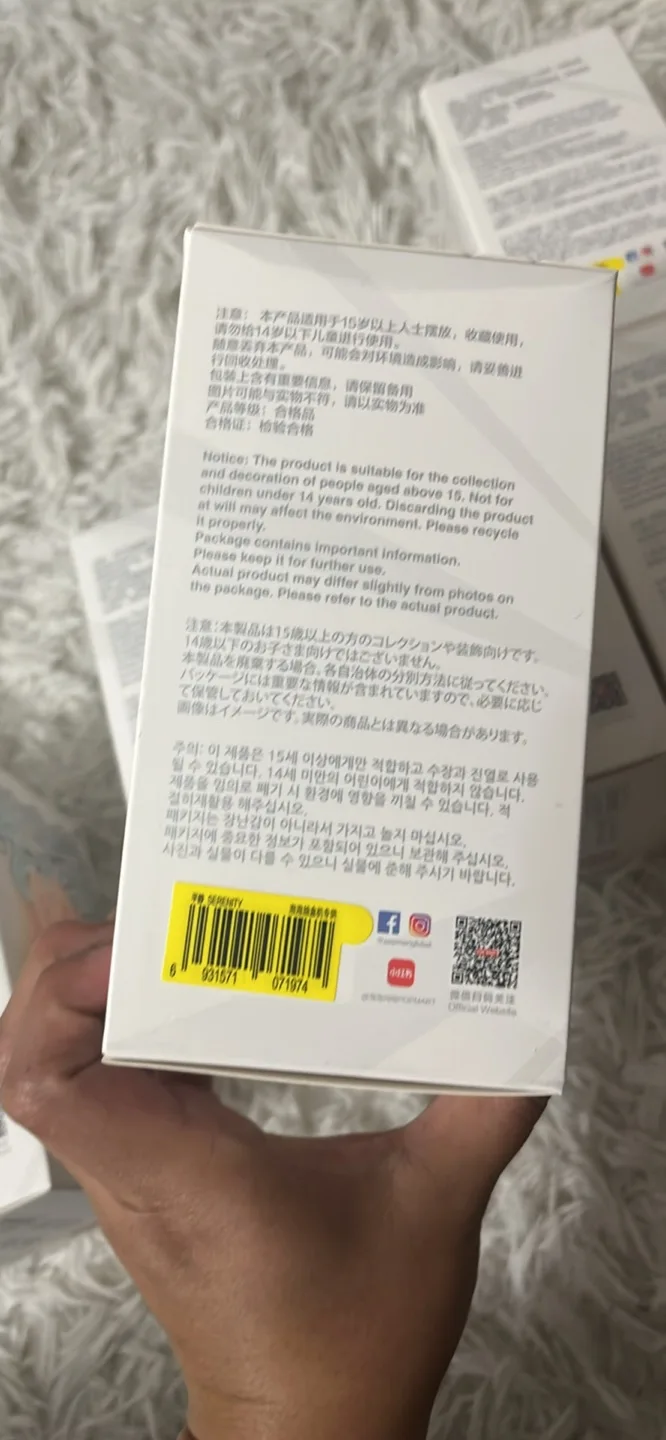 注意： 本产品适用于15岁以上人士摆放，收藏使用，
请勿给14岁以下儿童进行使用。
随意丢弃本产品，可能会对环境造成影响，请妥善进
行回收处理。
包装上含有重要信息，请保留备用
图片可能与实物不符，请以实物为准
产品等级：合格品
合格证：检验合格
Notice: The product is suitable for the collection
and decoration of people aged above 15. Not for
children under 14 years old. Discarding the product
at will may affect the environment. Please recycle
it properly.
Package contains important information.
Please keep it for further use.
Actual product may differ slightly from photos on
the package. Please refer to the actual product.
注意：本製品は15歳以上の方のコレクションや装飾向けです。
14歳以下のお子さま向けではございません。
本製品を廃棄する場合、各自治体の分別方法に従ってください。
パッケージには重要な情報が含まれていますので、必要に応じ
て保管しておいてください。
画像はイメージです。実際の商品とは異なる場合があります。
주의: 이 제품은 15세 이상에게만 적합하고 수장과 진열로 사용
될 수 있습니다. 14세 미만의 어린이에게 적합하지 않습니다.
제품을 임의로 폐기 시 환경에 영향을 끼칠 수 있습니다. 적
절히재활용 해주십시오.
패키지는 장난감이 아니라서 가지고 놀지 마십시오.
패키지에 중요한 정보가 포함되어 있으니 보관해 주십시오.
사진과 실물이 다를 수 있으니 실물에 준해 주시기 바랍니다.
SERENITY
6 931571 071974
小红书
微信扫码关注
Official Website